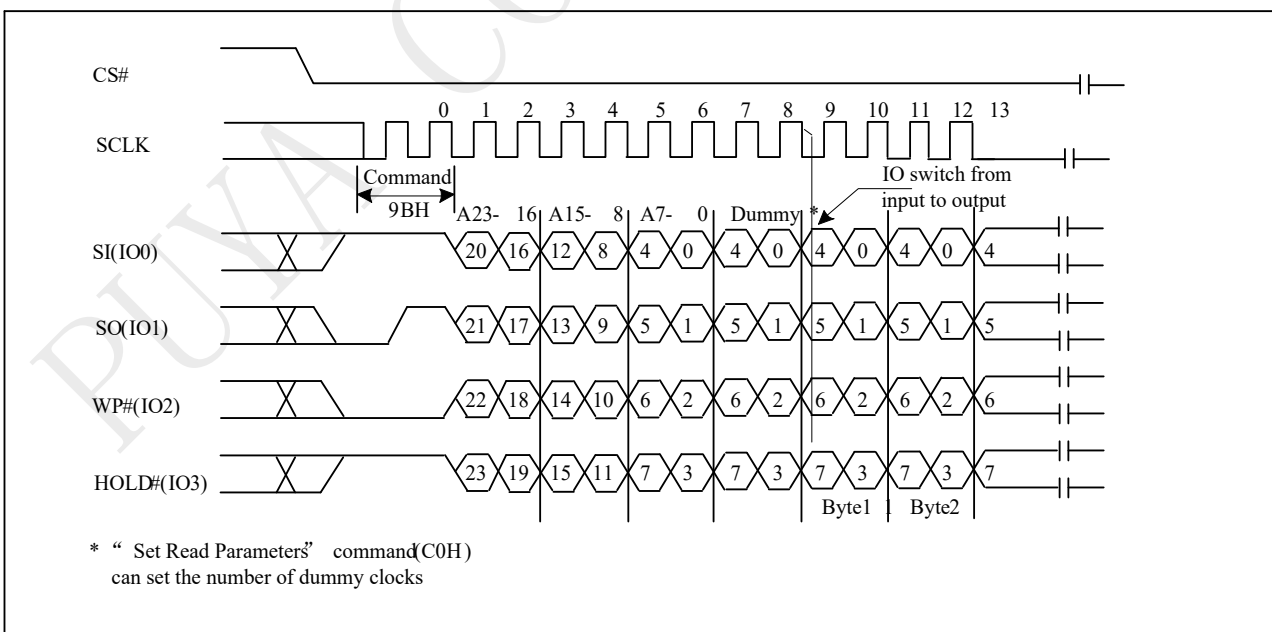 PUYA CO
CS#
0 1 2 3 4 5 6 7 8 9 10 11 12 13
SCLK
Command
9BH
IO switch from
input to output
A23- 16 A15- 8 A7- 0 Dummy *
SI(IO0) 20 16 12 8 4 0 4 0 4 0 4 0 4
SO(IO1) 21 17 13 9 5 1 5 1 5 1 5 1 5
WP#(IO2) 22 18 14 10 6 2 6 2 6 2 6 2 6
HOLD#(IO3) 23 19 15 11 7 3 7 3 7 3 7 3 7
Byte1 1 Byte2
* “ Set Read Parameters” command(C0H)
can set the number of dummy clocks